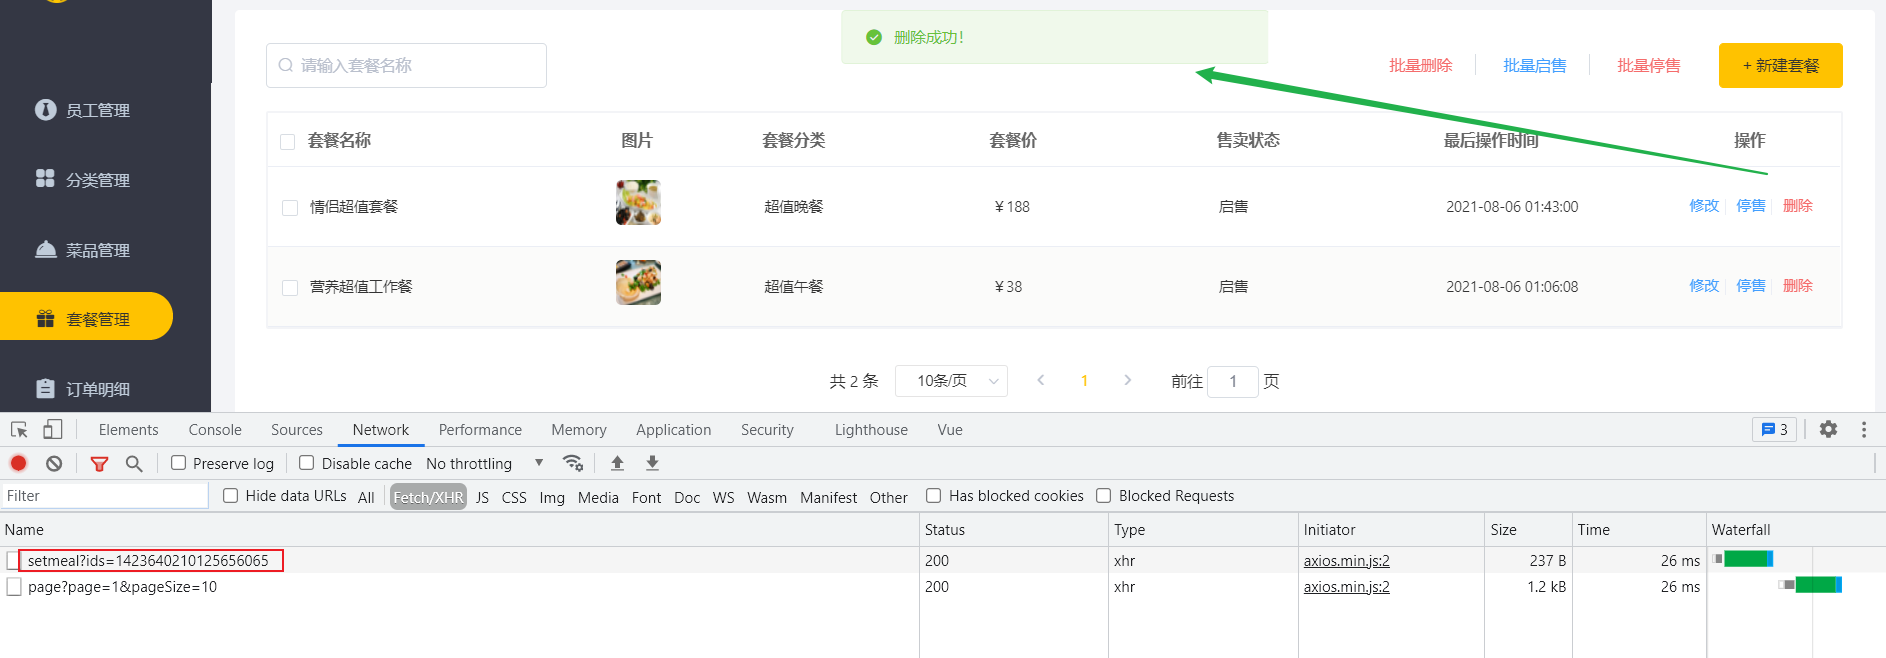 删除成功!
请输入套餐名称
批量删除 批量启售 批量停售 + 新建套餐
员工管理
分类管理
菜品管理
套餐管理
订单明细
套餐名称 图片 套餐分类 套餐价 售卖状态 最后操作时间 操作
情侣超值套餐 超值晚餐 ¥188 启售 2021-08-06 01:43:00 修改 停售 删除
营养超值工作餐 超值午餐 ¥38 启售 2021-08-06 01:06:08 修改 停售 删除
共 2 条 10条/页 1 前往 1 页
Elements Console Sources Network Performance Memory Application Security Lighthouse Vue 3
Preserve log Disable cache No throttling
Filter Hide data URLs All Fetch/XHR JS CSS Img Media Font Doc WS Wasm Manifest Other Has blocked cookies Blocked Requests
Name Status Type Initiator Size Time Waterfall
setmeal?ids=1423640210125656065 200 xhr axios.min.js:2 237 B 26 ms
page?page=1&pageSize=10 200 xhr axios.min.js:2 1.2 kB 26 ms